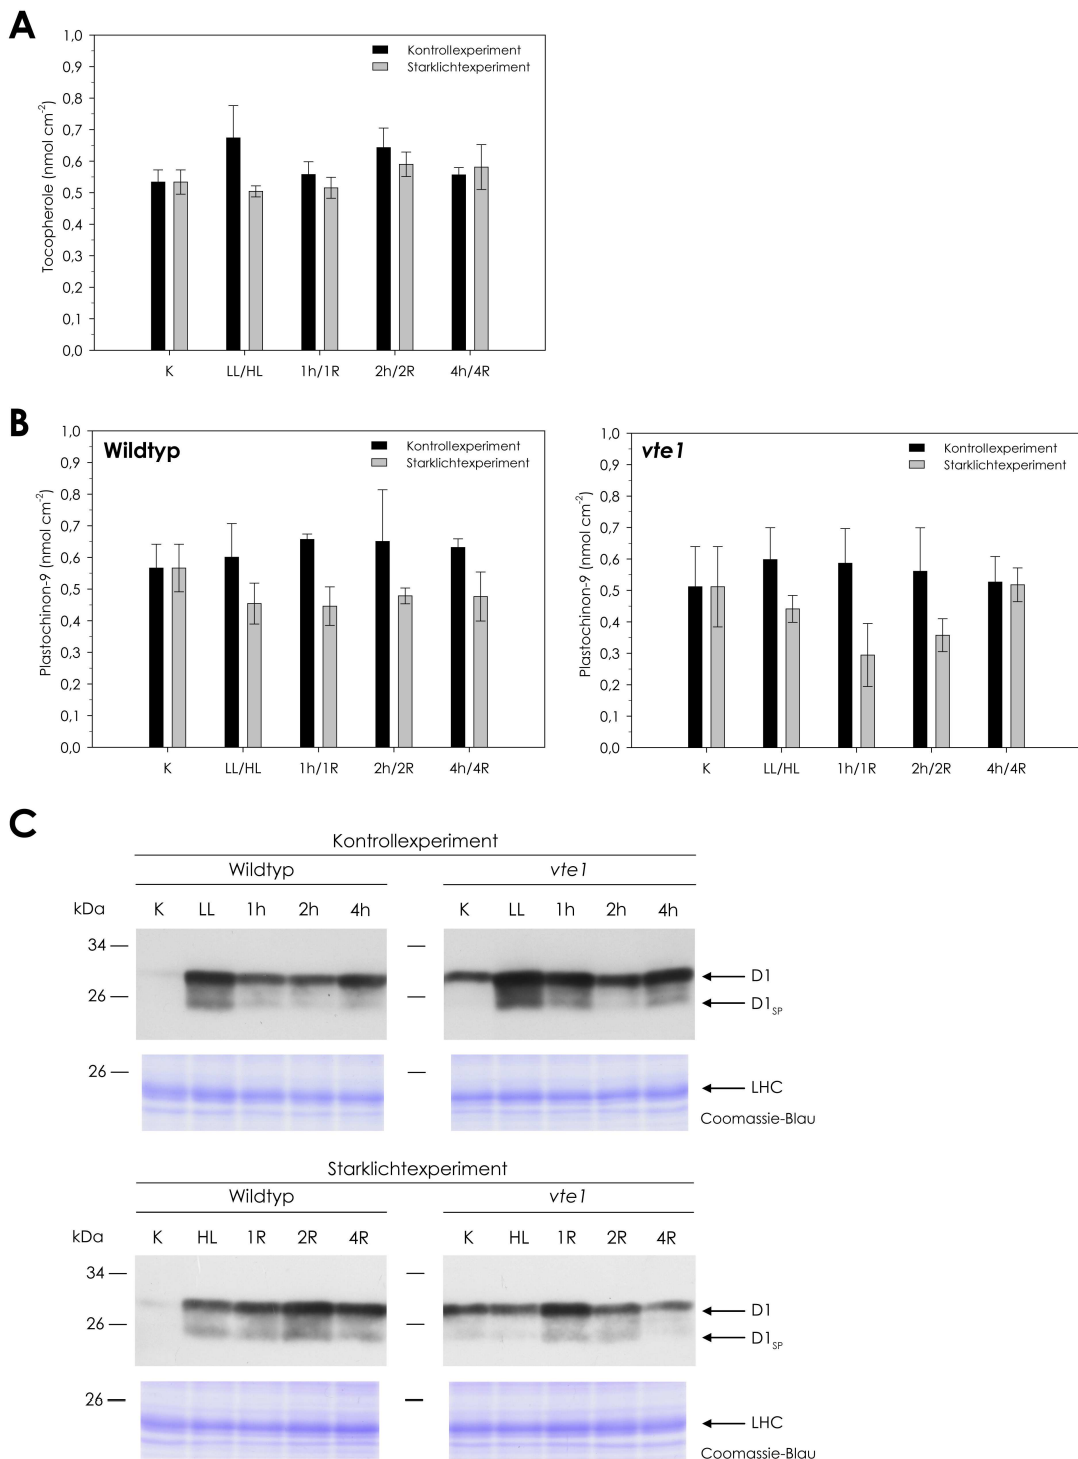 A
1,0
0,9
0,8
0,7
0,6
0,5
0,4
0,3
0,2
0,1
0,0
Tocopherole (nmol cm-2)
Kontrollexperiment
Starklichtexperiment
K LL/HL 1h/1R 2h/2R 4h/4R
B
Wildtyp
1,0
0,9
0,8
0,7
0,6
0,5
0,4
0,3
0,2
0,1
0,0
Plastochinon-9 (nmol cm-2)
Kontrollexperiment
Starklichtexperiment
K LL/HL 1h/1R 2h/2R 4h/4R
vte1
1,0
0,9
0,8
0,7
0,6
0,5
0,4
0,3
0,2
0,1
0,0
Plastochinon-9 (nmol cm-2)
Kontrollexperiment
Starklichtexperiment
K LL/HL 1h/1R 2h/2R 4h/4R
C
Kontrollexperiment
Wildtyp vte1
kDa K LL 1h 2h 4h K LL 1h 2h 4h
34
D1
26
D1SP
26
LHC
Coomassie-Blau
Starklichtexperiment
Wildtyp vte1
kDa K HL 1R 2R 4R K HL 1R 2R 4R
34
D1
26
D1SP
26
LHC
Coomassie-Blau